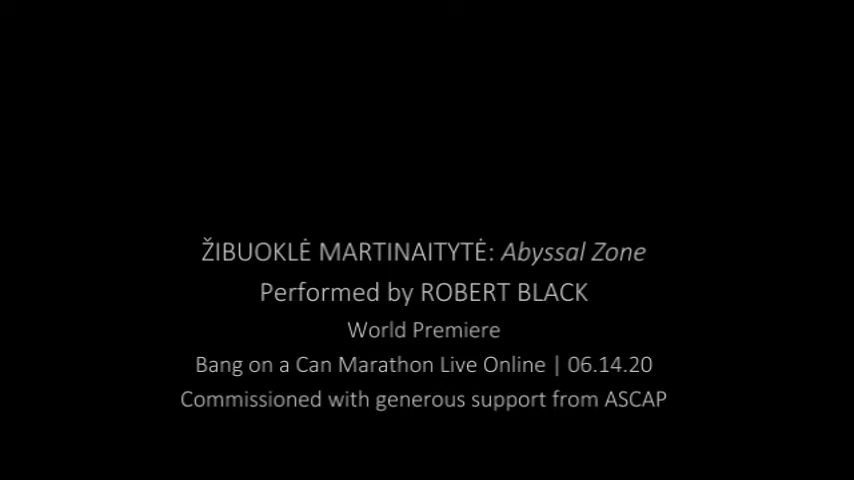 ŽIBUOKLĖ MARTINAITYTĖ: Abyssal Zone
Performed by ROBERT BLACK
World Premiere
Bang on a Can Marathon Live Online | 06.14.20
Commissioned with generous support from ASCAP